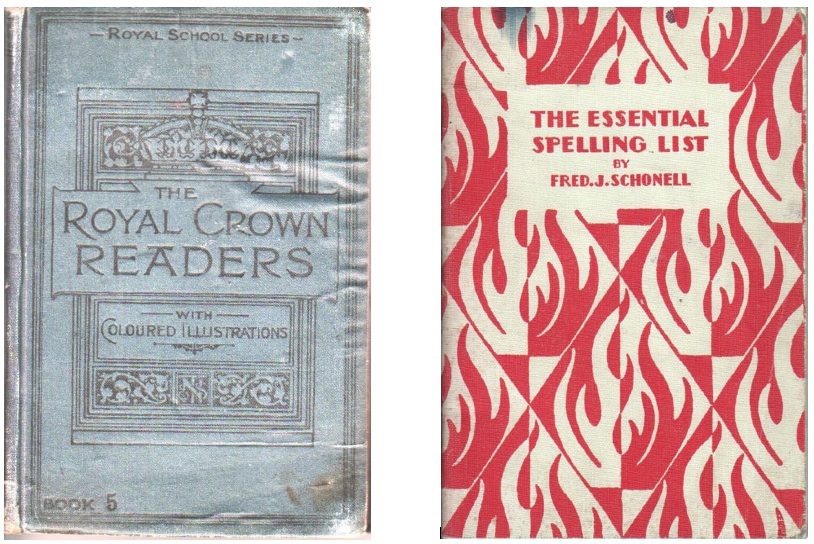 —ROYAL SCHOOL SERIES—
THE
ROYAL CROWN
READERS
WITH
COLOURED ILLUSTRATIONS
BOOK 5
THE ESSENTIAL
SPELLING LIST
BY
FRED.J.SCHONELL